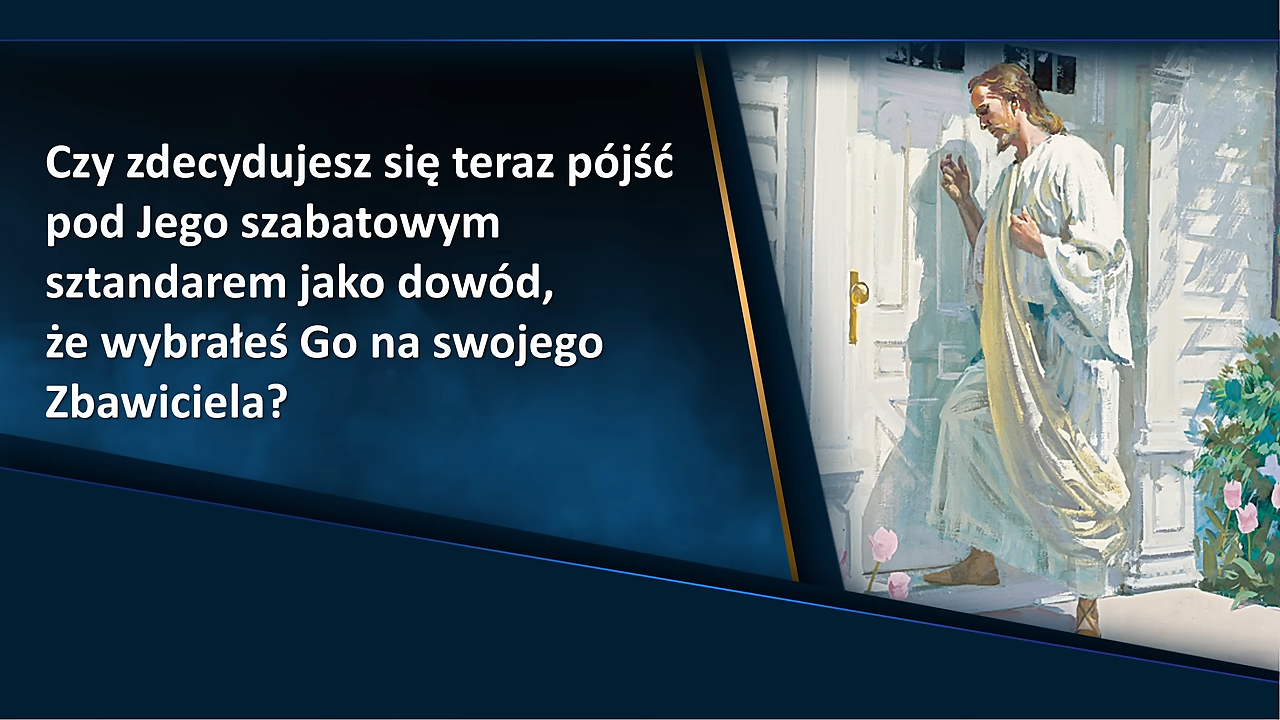 Czy zdecydujesz się teraz pójść
pod Jego szabatowym
sztandarem jako dowód,
że wybrałeś Go na swojego
Zbawiciela?